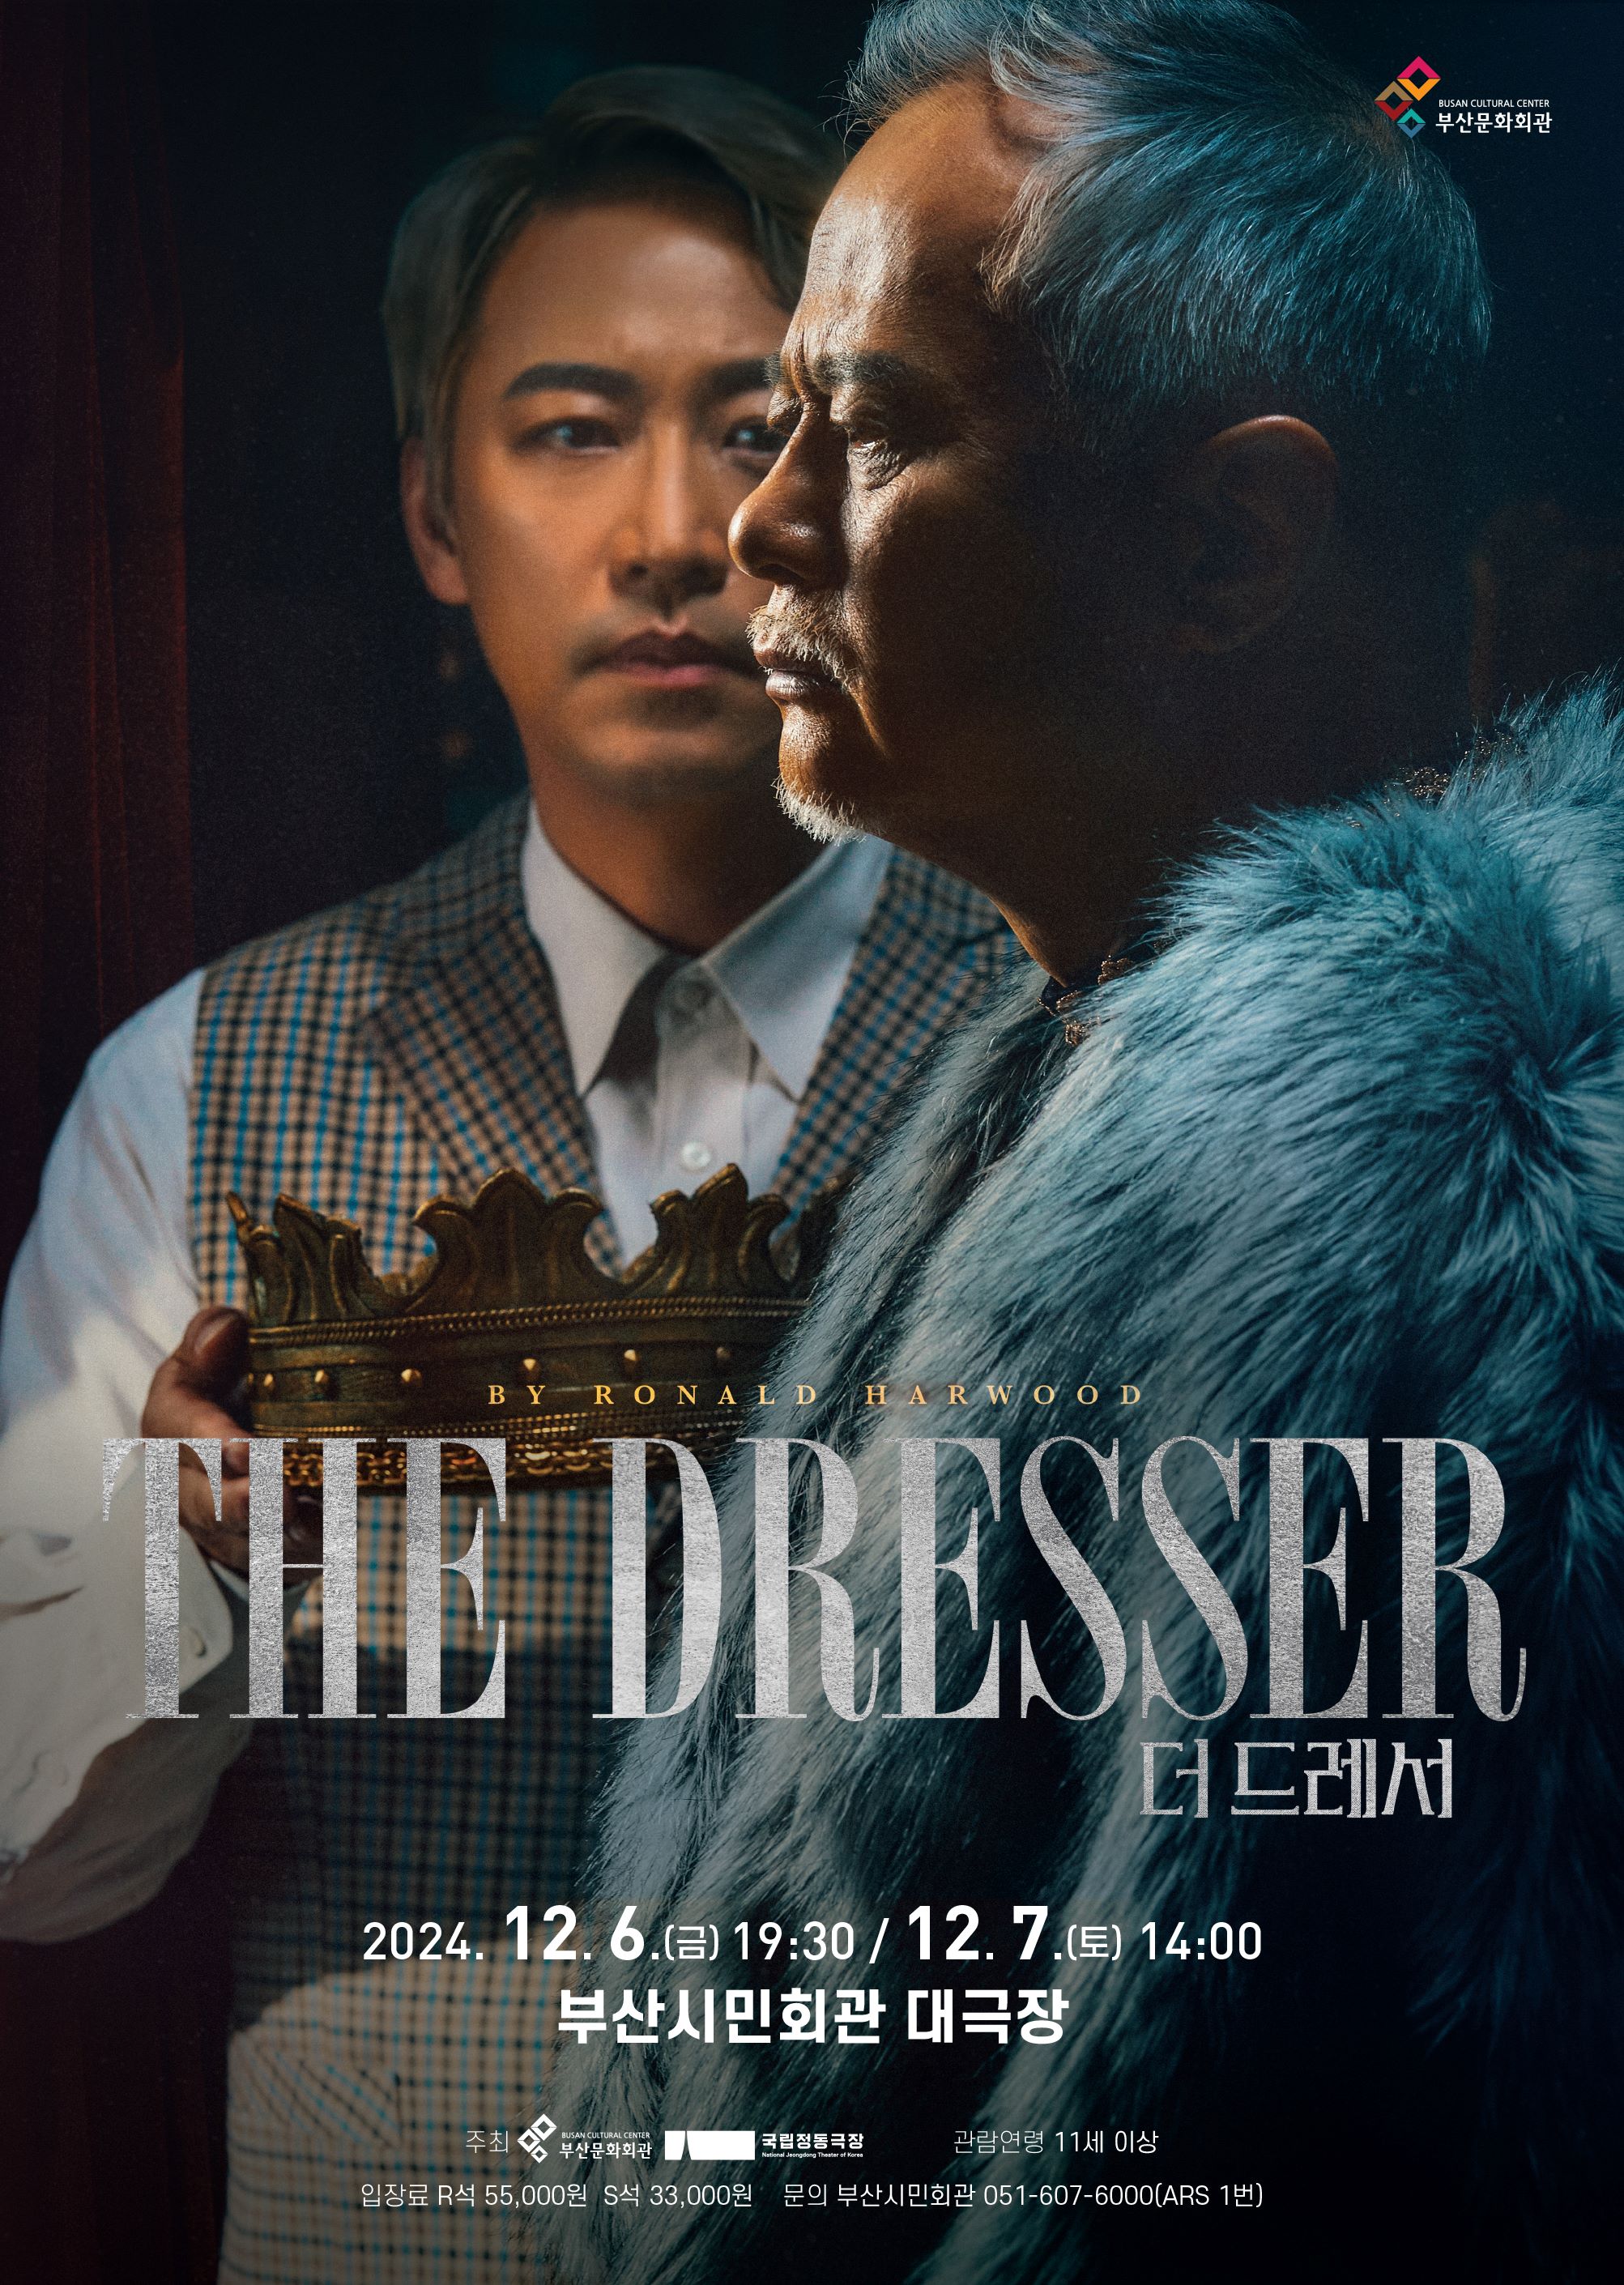 BUSAN CULTURAL CENTER
부산문화회관
BY RONALD HARWOOD
THE DRESSER
더 드레서
2024. 12. 6.(금) 19:30 / 12. 7.(토) 14:00
부산시민회관 대극장
주최 BUSAN CULTURAL CENTER 부산문화회관 국립정동극장 National Jeongdong Theater of Korea 관람연령 11세 이상
입장료 R석 55,000원 S석 33,000원 문의 부산시민회관 051-607-6000(ARS 1번)